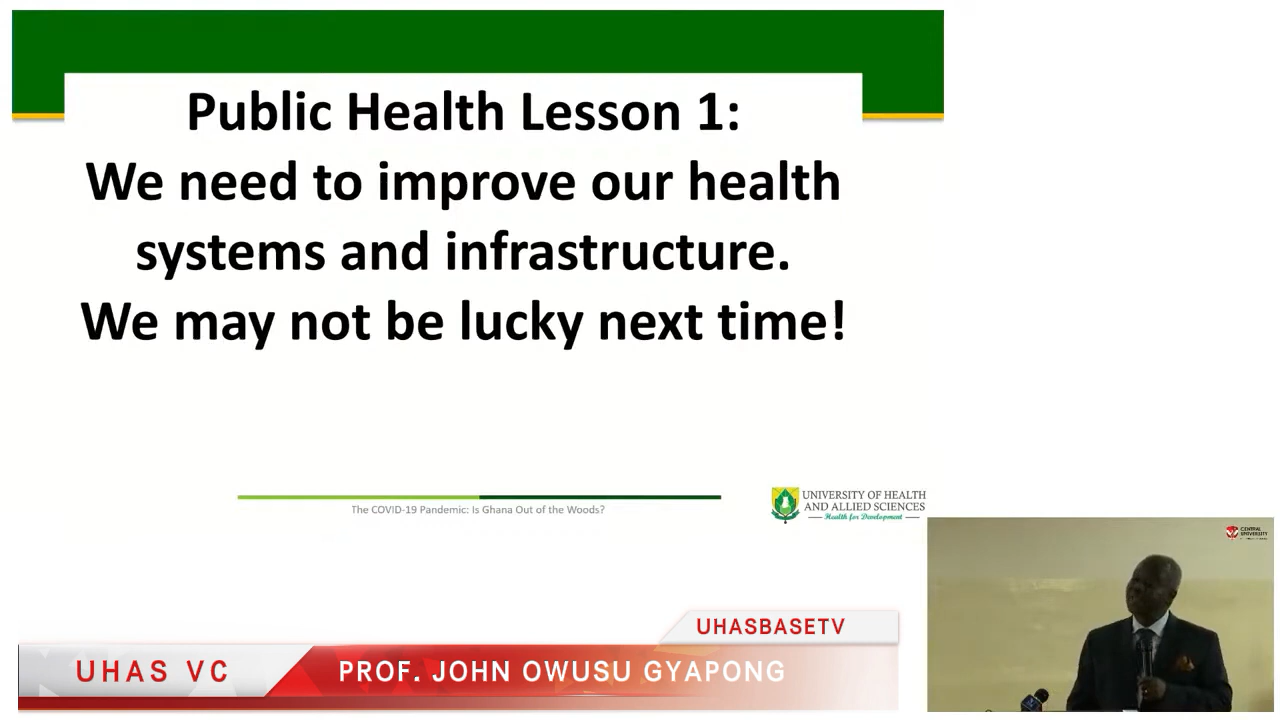 Public Health Lesson 1:
We need to improve our health
systems and infrastructure.
We may not be lucky next time!
The COVID-19 Pandemic: Is Ghana Out of the Woods?
UNIVERSITY OF HEALTH
AND ALLIED SCIENCES
Health for Development
CENTRAL
UNIVERSITY
UHASBASETV
UHAS VC
PROF. JOHN OWUSU GYAPONG